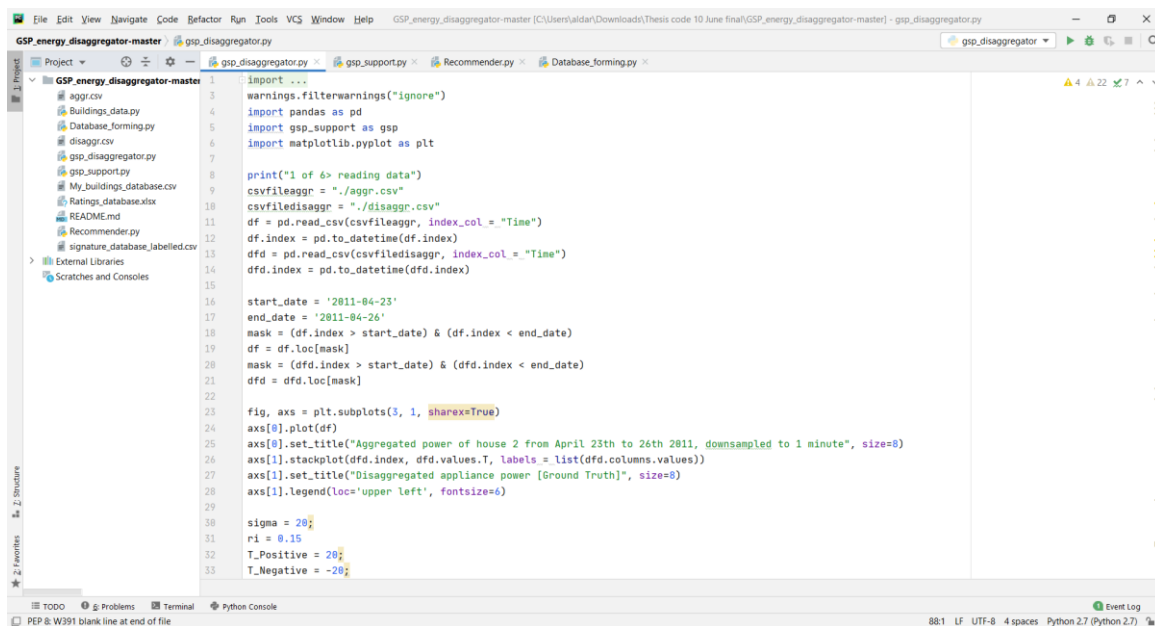 File Edit View Navigate Code Refactor Run Tools VCS Window Help GSP_energy_disaggregator-master [C:\Users\aldar\Downloads\Thesis code 10 June final\GSP_energy_disaggregator-master] - gsp_disaggregator.py
GSP_energy_disaggregator-master gsp_disaggregator.py
gsp_disaggregator
Project
gsp_disaggregator.py
gsp_support.py
Recommender.py
Database_forming.py
1: Project
GSP_energy_disaggregator-master
aggr.csv
Buildings_data.py
Database_forming.py
disaggr.csv
gsp_disaggregator.py
gsp_support.py
My_buildings_database.csv
Ratings_database.xlsx
README.md
Recommender.py
signature_database_labelled.csv
External Libraries
Scratches and Consoles
4 22 7
1 import ...
3 warnings.filterwarnings("ignore")
4 import pandas as pd
5 import gsp_support as gsp
6 import matplotlib.pyplot as plt
7
8 print("1 of 6> reading data")
9 csvfileaggr = "./aggr.csv"
10 csvfiledisaggr = "./disaggr.csv"
11 df = pd.read_csv(csvfileaggr, index_col = "Time")
12 df.index = pd.to_datetime(df.index)
13 dfd = pd.read_csv(csvfiledisaggr, index_col = "Time")
14 dfd.index = pd.to_datetime(dfd.index)
15
16 start_date = '2011-04-23'
17 end_date = '2011-04-26'
18 mask = (df.index > start_date) & (df.index < end_date)
19 df = df.loc[mask]
20 mask = (dfd.index > start_date) & (dfd.index < end_date)
21 dfd = dfd.loc[mask]
22
23 fig, axs = plt.subplots(3, 1, sharex=True)
24 axs[0].plot(df)
25 axs[0].set_title("Aggregated power of house 2 from April 23th to 26th 2011, downsampled to 1 minute", size=8)
26 axs[1].stackplot(dfd.index, dfd.values.T, labels = list(dfd.columns.values))
27 axs[1].set_title("Disaggregated appliance power [Ground Truth]", size=8)
28 axs[1].legend(loc='upper left', fontsize=6)
29
30 sigma = 20;
31 ri = 0.15
32 T_Positive = 20;
33 T_Negative = -20;
Z: Structure
2: Favorites
TODO 6: Problems Terminal Python Console Event Log
PEP 8: W391 blank line at end of file 88:1 LF UTF-8 4 spaces Python 2.7 (Python 2.7)